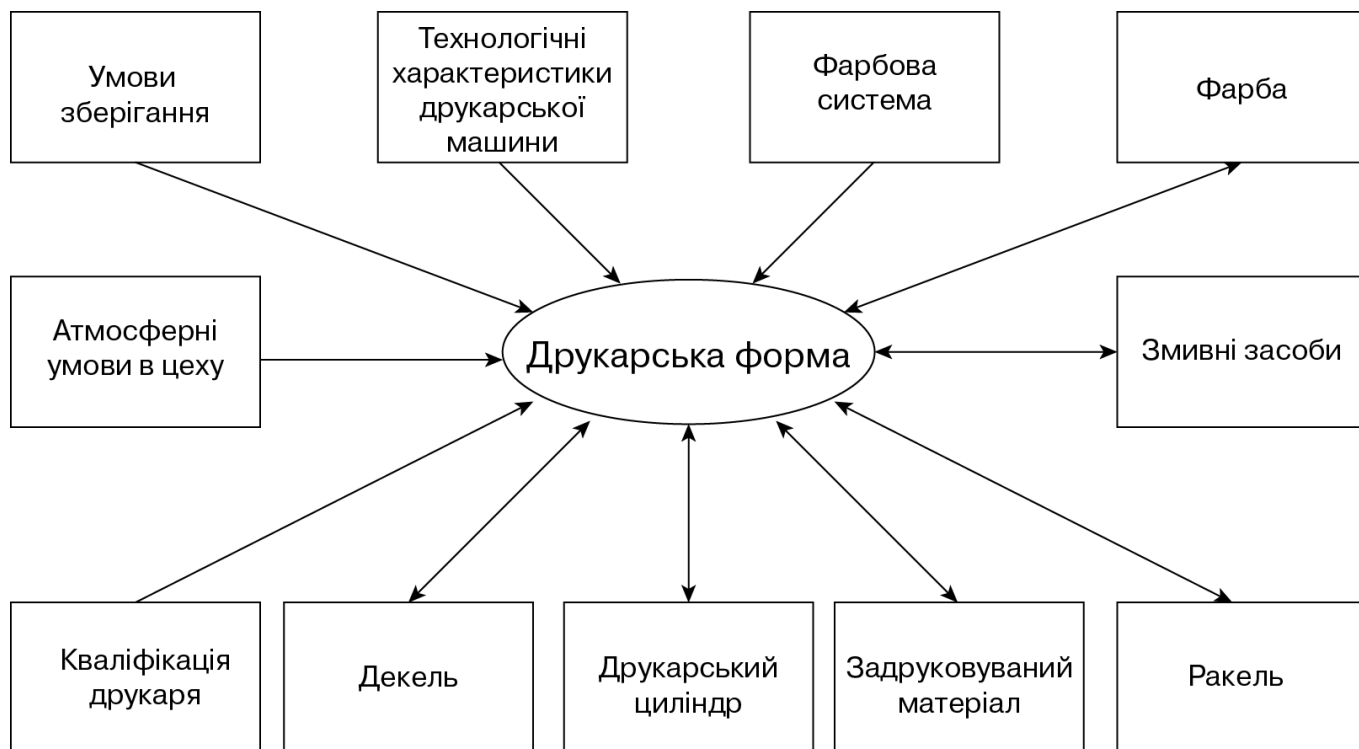 Умови
зберігання
Технологічні
характеристики
друкарської
машини
Фарбова
система
Фарба
Атмосферні
умови в цеху
Друкарська форма
Змивні засоби
Кваліфікація
друкаря
Декель
Друкарський
циліндр
Задруковуваний
матеріал
Ракель